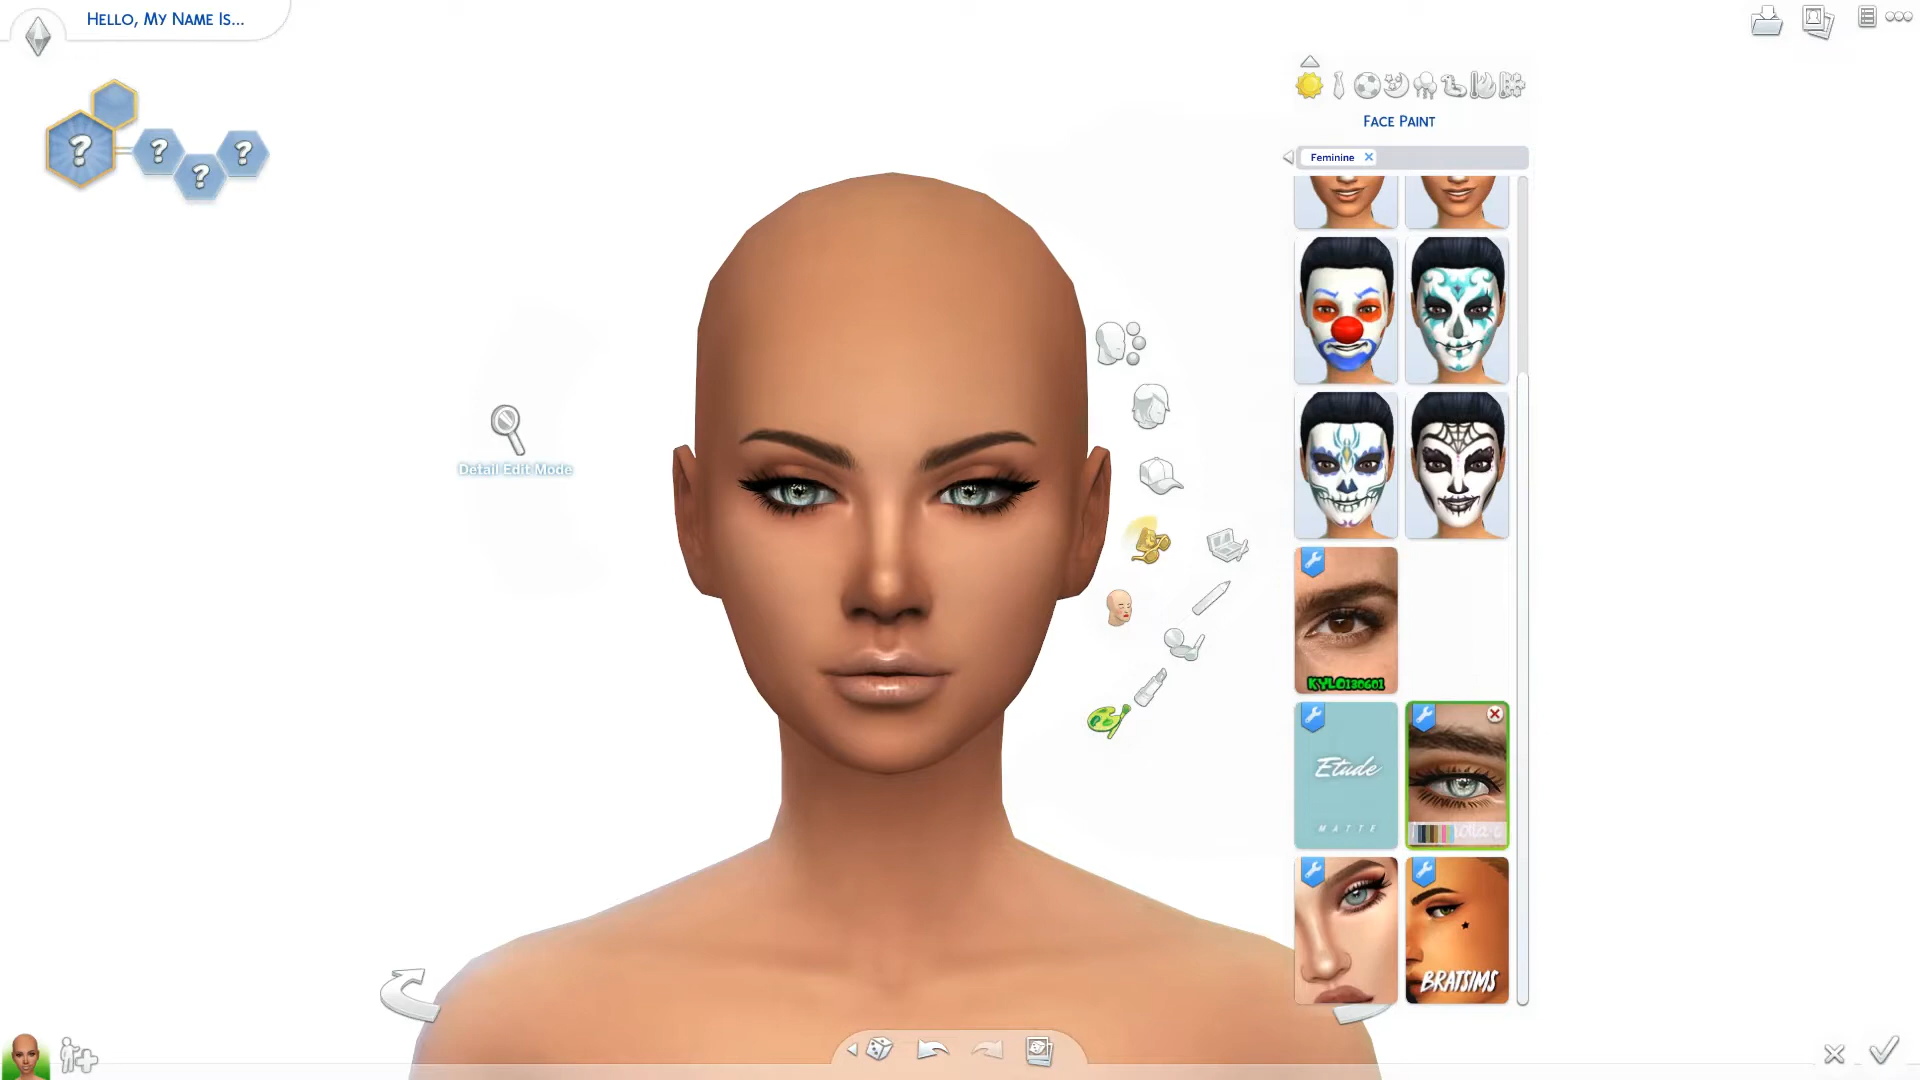 Hello, My Name Is...
Face Paint
Feminine
Detail Edit Mode
KYLO130601
Etude
MATTE
BRATSIMS